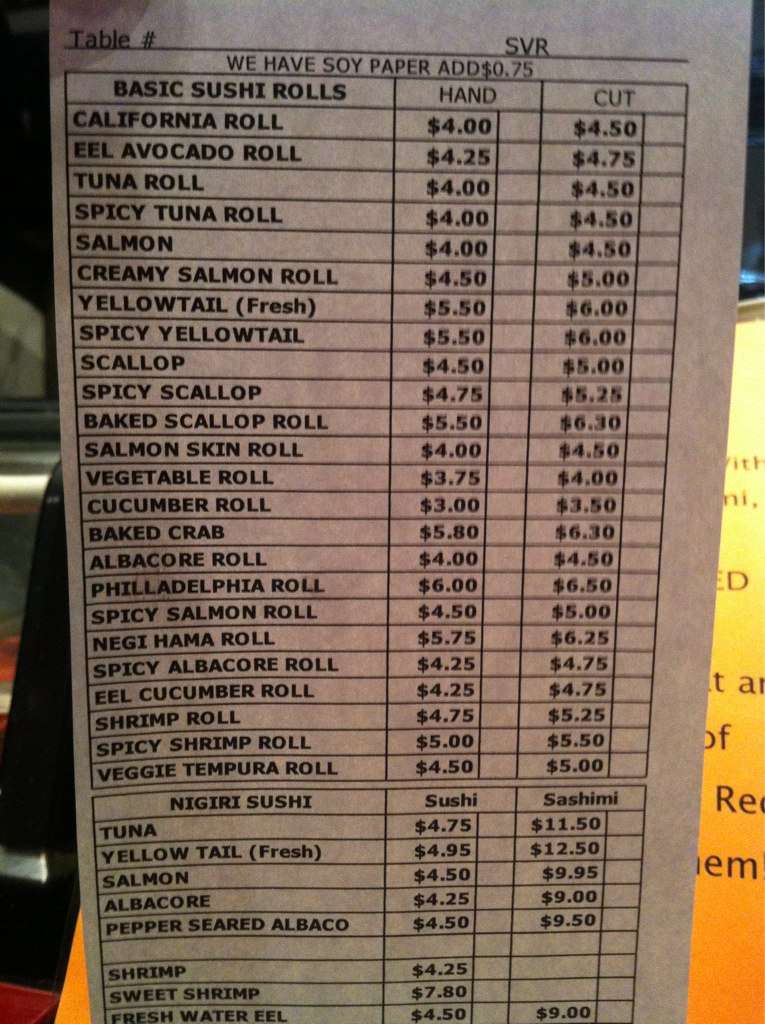 Table # SVR
WE HAVE SOY PAPER ADD$0.75
BASIC SUSHI ROLLS HAND CUT
CALIFORNIA ROLL $4.00 $4.50
EEL AVOCADO ROLL $4.25 $4.75
TUNA ROLL $4.00 $4.50
SPICY TUNA ROLL $4.00 $4.50
SALMON $4.00 $4.50
CREAMY SALMON ROLL $4.50 $5.00
YELLOWTAIL (Fresh) $5.50 $6.00
SPICY YELLOWTAIL $5.50 $6.00
SCALLOP $4.50 $5.00
SPICY SCALLOP $4.75 $5.25
BAKED SCALLOP ROLL $5.50 $6.30
SALMON SKIN ROLL $4.00 $4.50
VEGETABLE ROLL $3.75 $4.00
CUCUMBER ROLL $3.00 $3.50
BAKED CRAB $5.80 $6.30
ALBACORE ROLL $4.00 $4.50
PHILLADELPHIA ROLL $6.00 $6.50
SPICY SALMON ROLL $4.50 $5.00
NEGI HAMA ROLL $5.75 $6.25
SPICY ALBACORE ROLL $4.25 $4.75
EEL CUCUMBER ROLL $4.25 $4.75
SHRIMP ROLL $4.75 $5.25
SPICY SHRIMP ROLL $5.00 $5.50
VEGGIE TEMPURA ROLL $4.50 $5.00
NIGIRI SUSHI Sushi Sashimi
TUNA $4.75 $11.50
YELLOW TAIL (Fresh) $4.95 $12.50
SALMON $4.50 $9.95
ALBACORE $4.25 $9.00
PEPPER SEARED ALBACO $4.50 $9.50
SHRIMP $4.25
SWEET SHRIMP $7.80
FRESH WATER EEL $4.50 $9.00